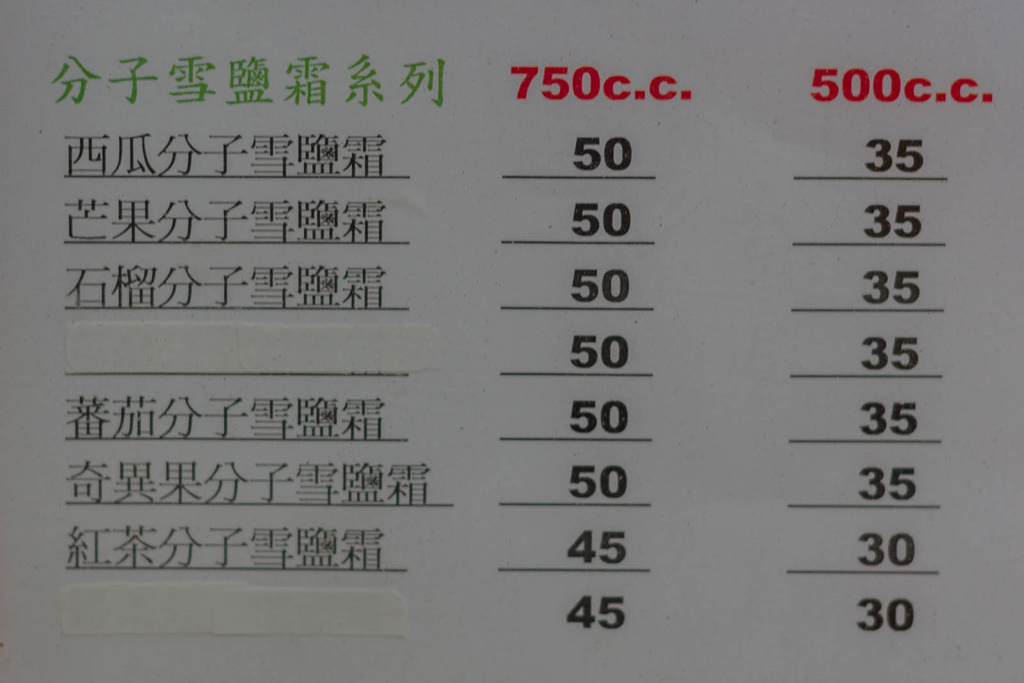 分子雪鹽霜系列 750c.c. 500c.c.
西瓜分子雪鹽霜 50 35
芒果分子雪鹽霜 50 35
石榴分子雪鹽霜 50 35
50 35
蕃茄分子雪鹽霜 50 35
奇異果分子雪鹽霜 50 35
紅茶分子雪鹽霜 45 30
45 30